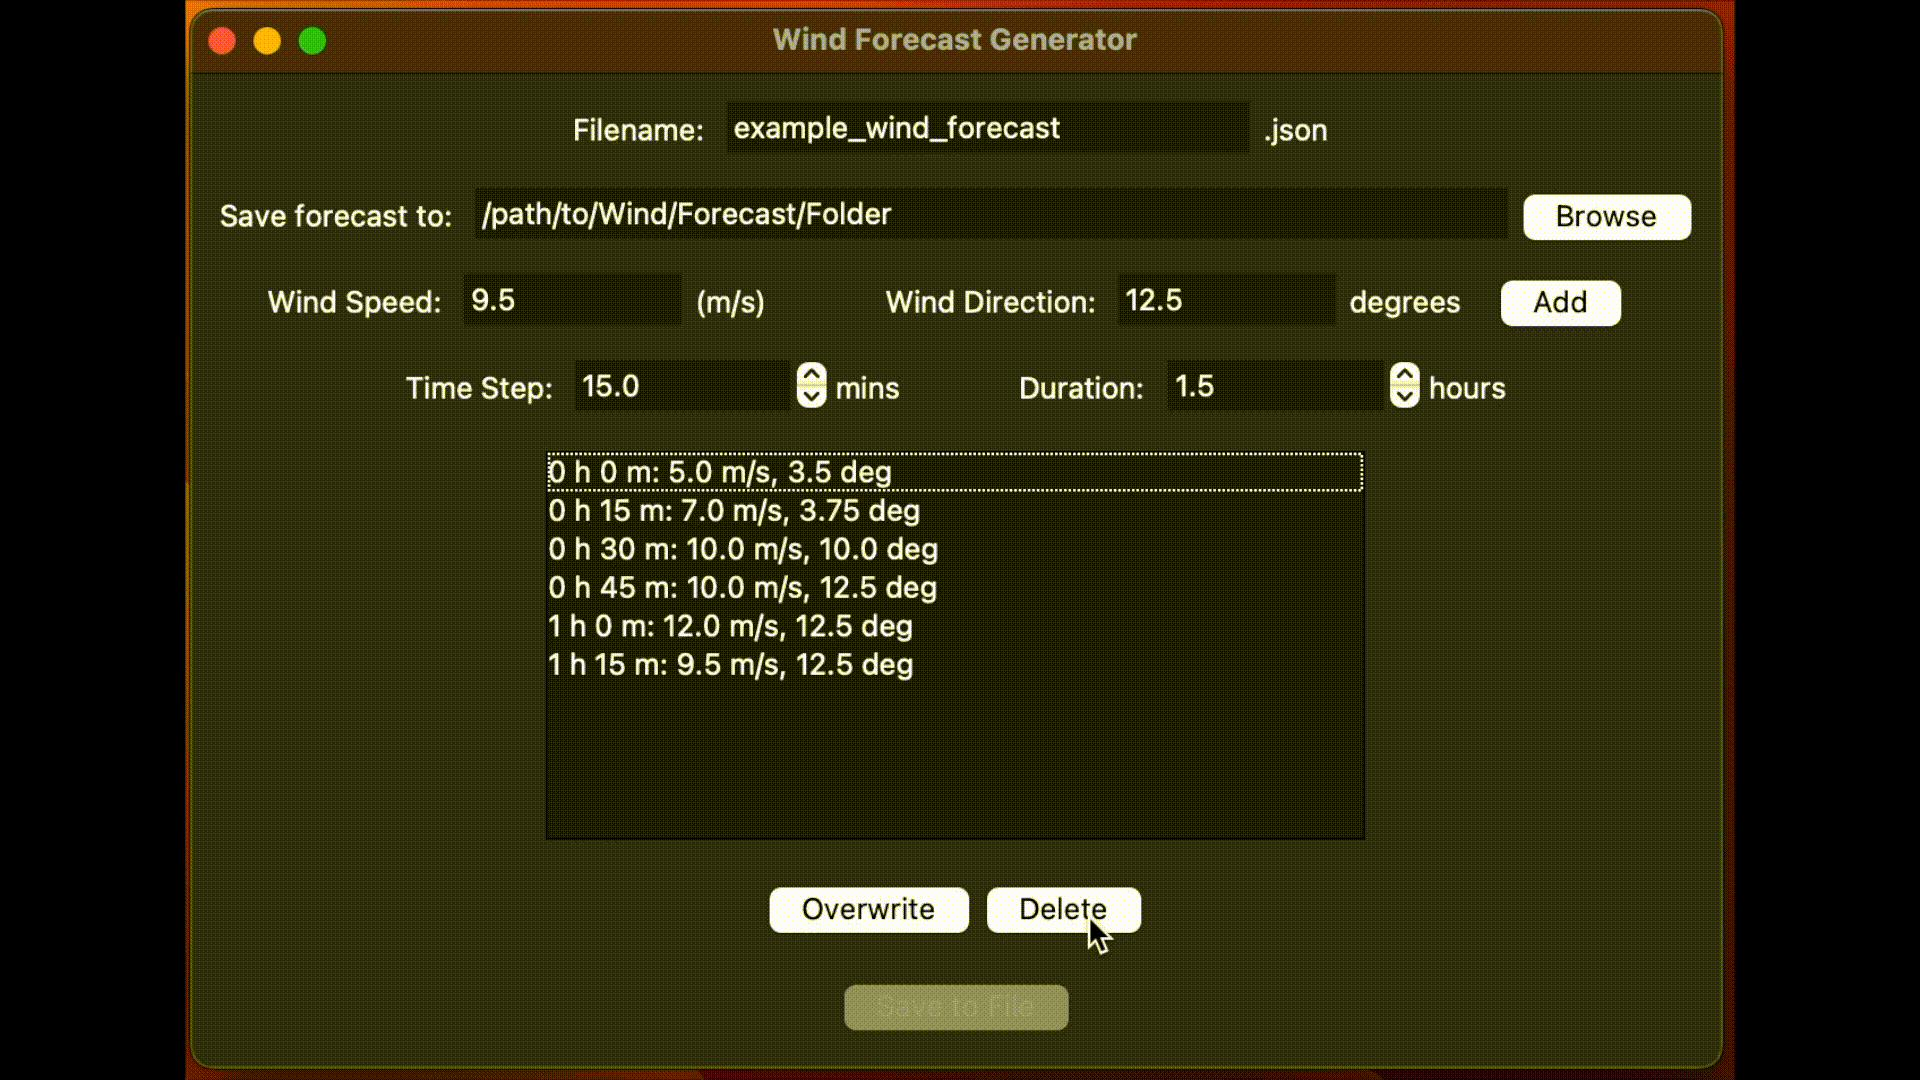 Wind Forecast Generator
Filename: example_wind_forecast .json
Save forecast to: /path/to/Wind/Forecast/Folder Browse
Wind Speed: 9.5 (m/s) Wind Direction: 12.5 degrees Add
Time Step: 15.0 mins Duration: 1.5 hours
0 h 0 m: 5.0 m/s, 3.5 deg
0 h 15 m: 7.0 m/s, 3.75 deg
0 h 30 m: 10.0 m/s, 10.0 deg
0 h 45 m: 10.0 m/s, 12.5 deg
1 h 0 m: 12.0 m/s, 12.5 deg
1 h 15 m: 9.5 m/s, 12.5 deg
Overwrite Delete
Save to File